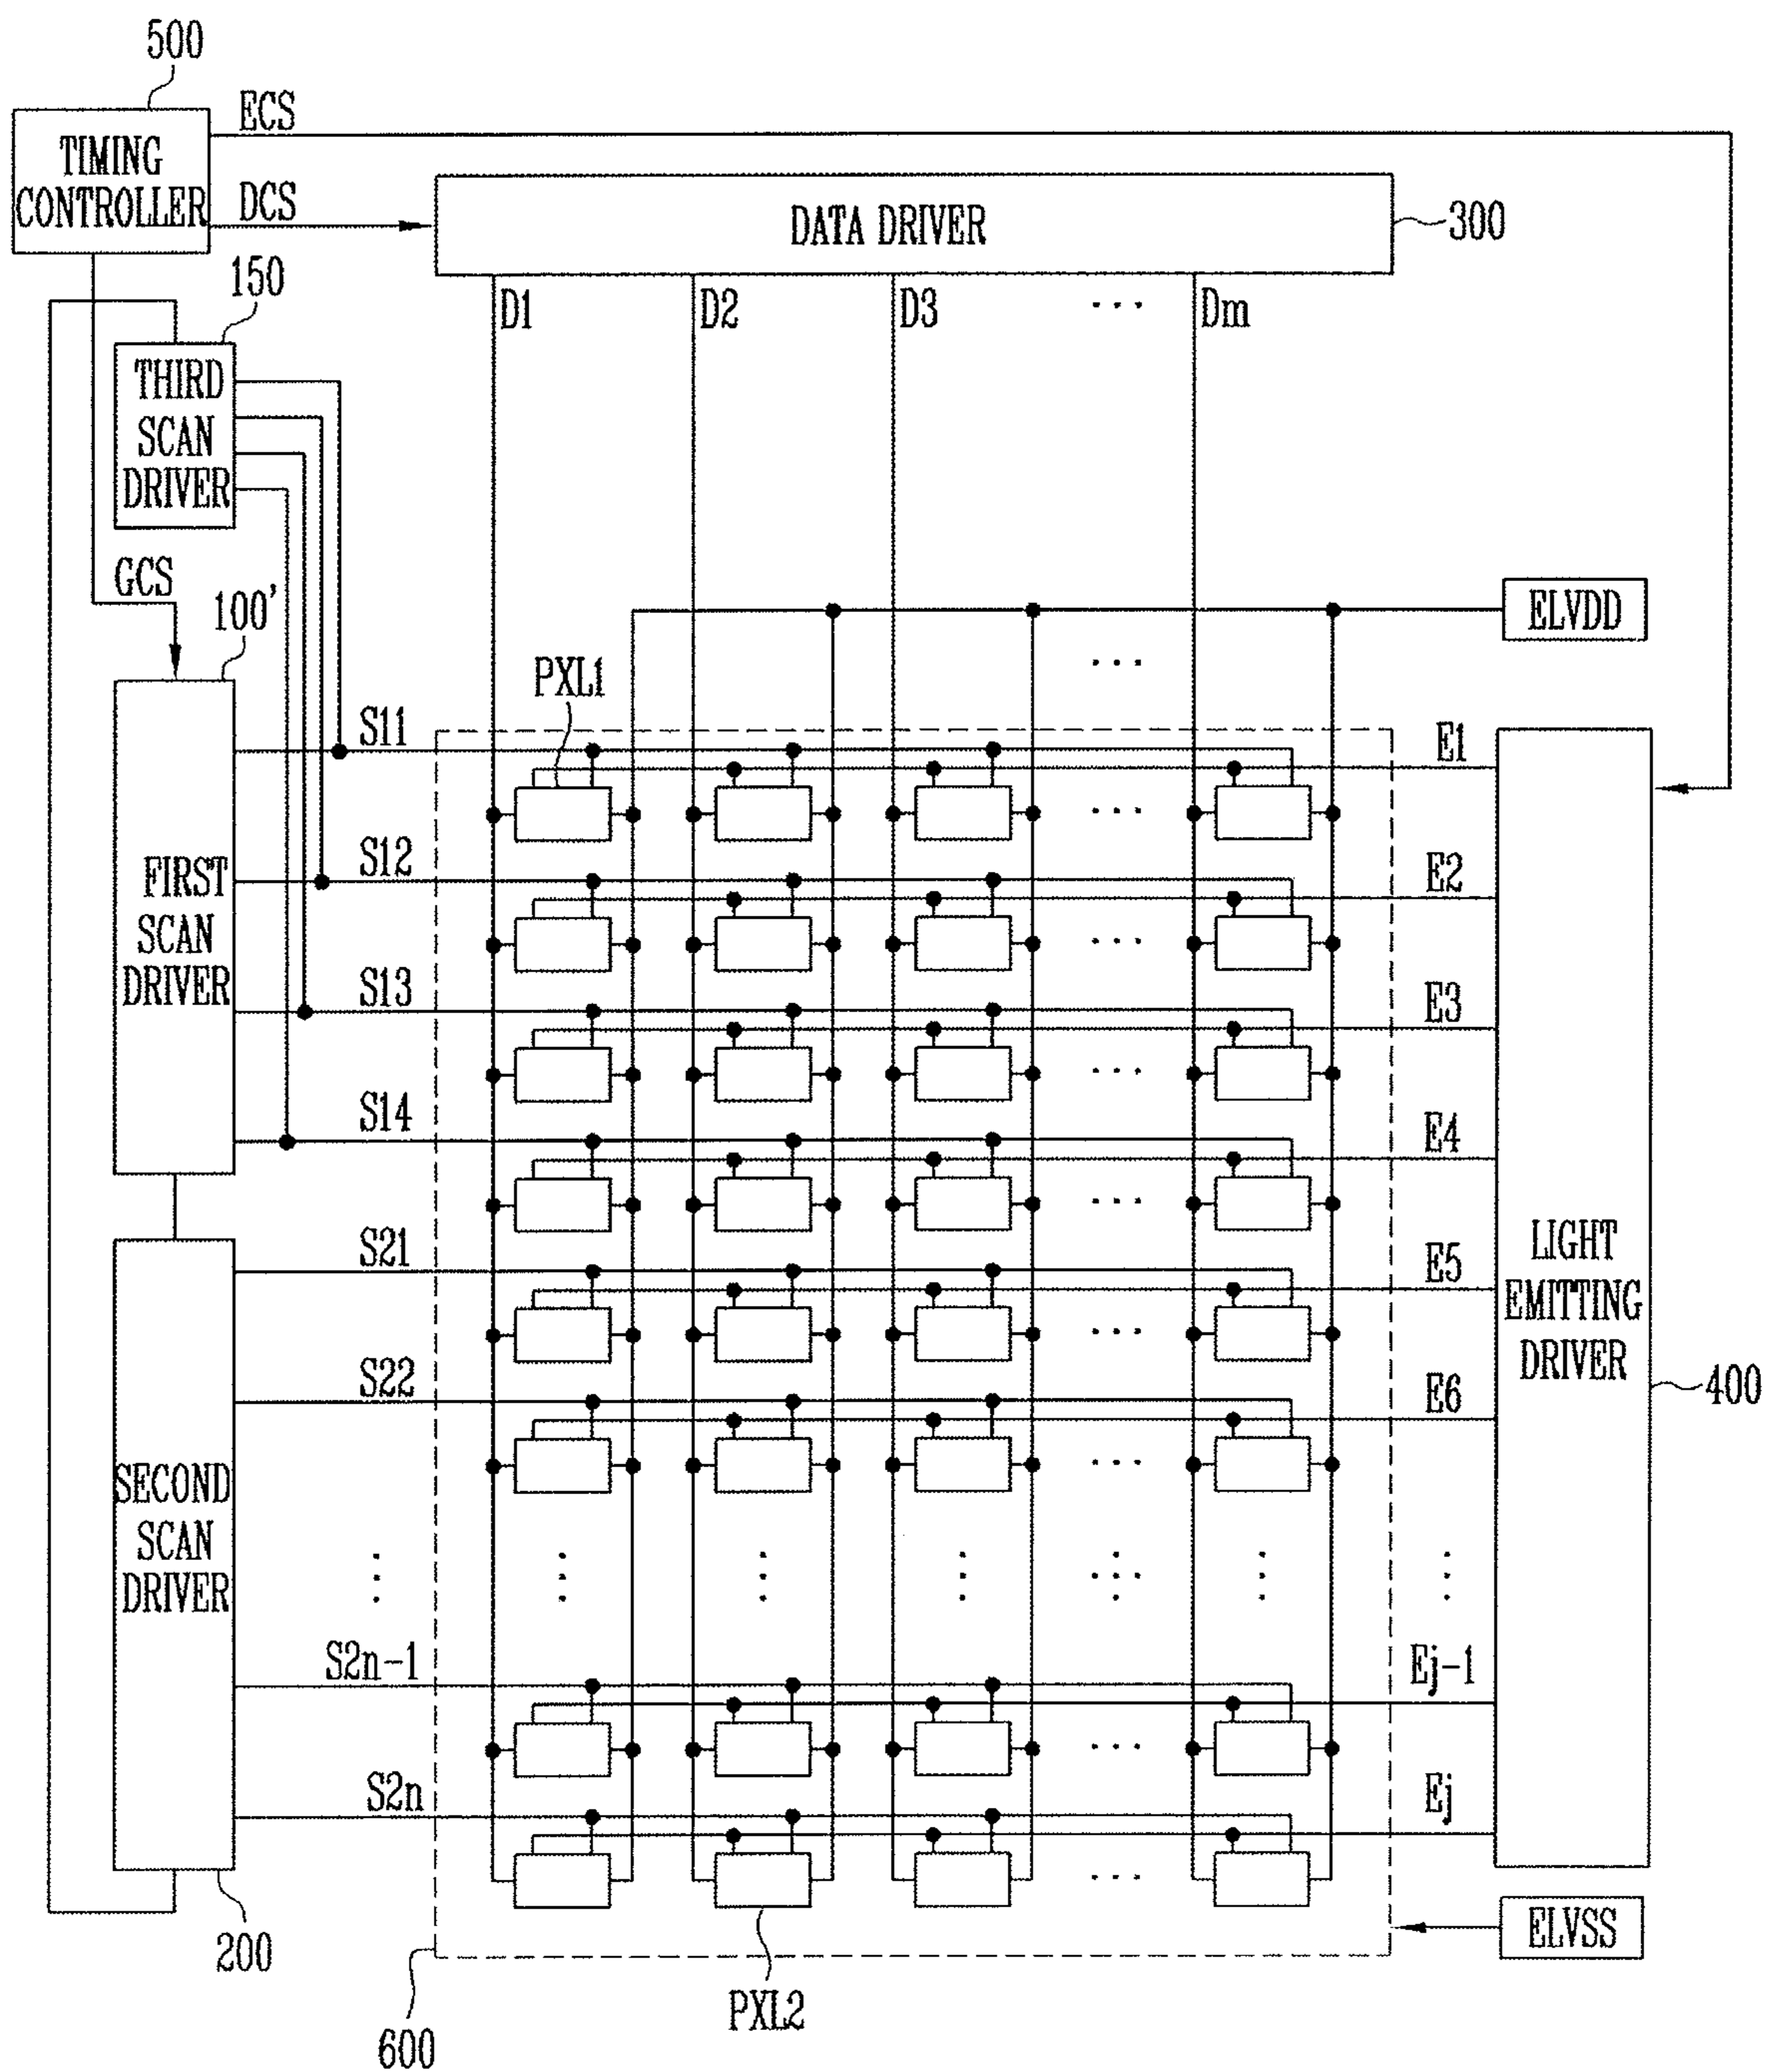 500
ECS
TIMING
CONTROLLER
DCS
DATA DRIVER
300
150
D1 D2 D3 ... Dm
THIRD
SCAN
DRIVER
GCS
100'
ELVDD
...
PXL1
S11
E1
...
S12
E2
...
FIRST
SCAN
DRIVER
S13
E3
...
S14
E4
...
S21
E5
...
LIGHT
EMITTING
DRIVER
S22
E6
400
...
SECOND
SCAN
DRIVER
S2n-1
Ej-1
...
S2n
Ej
...
200
ELVSS
PXL2
600